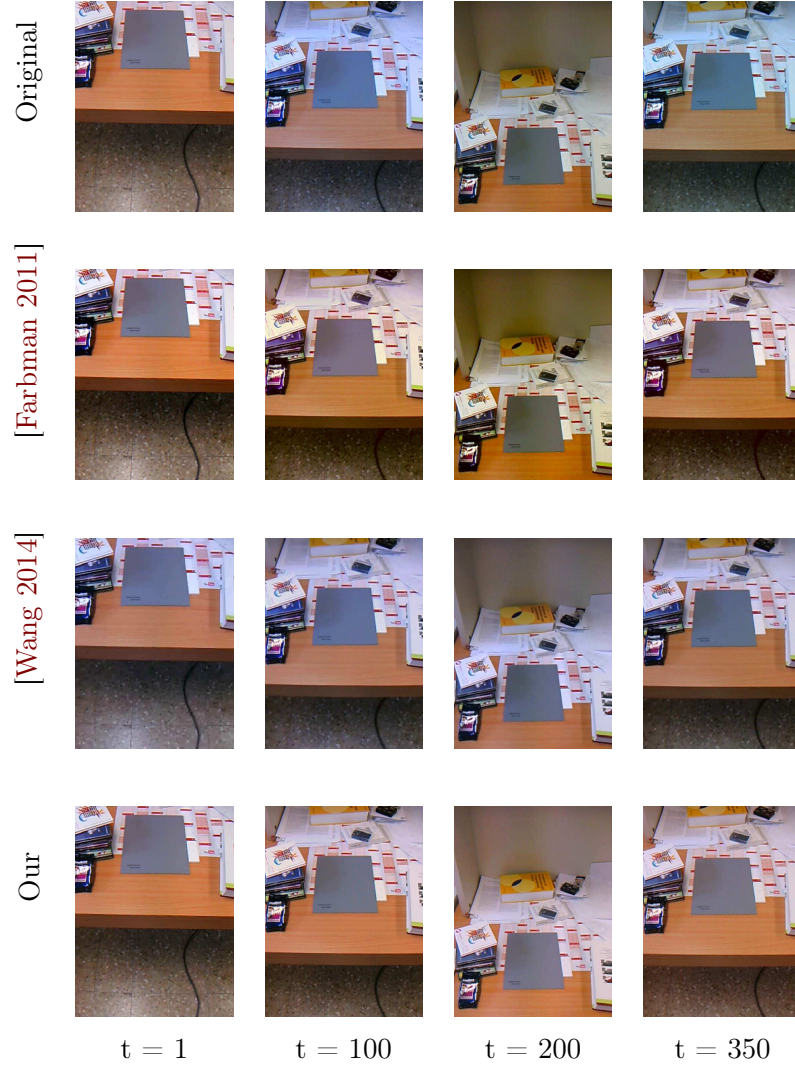 Original
[Farbman 2011]
[Wang 2014]
Our
t = 1
t = 100
t = 200
t = 350